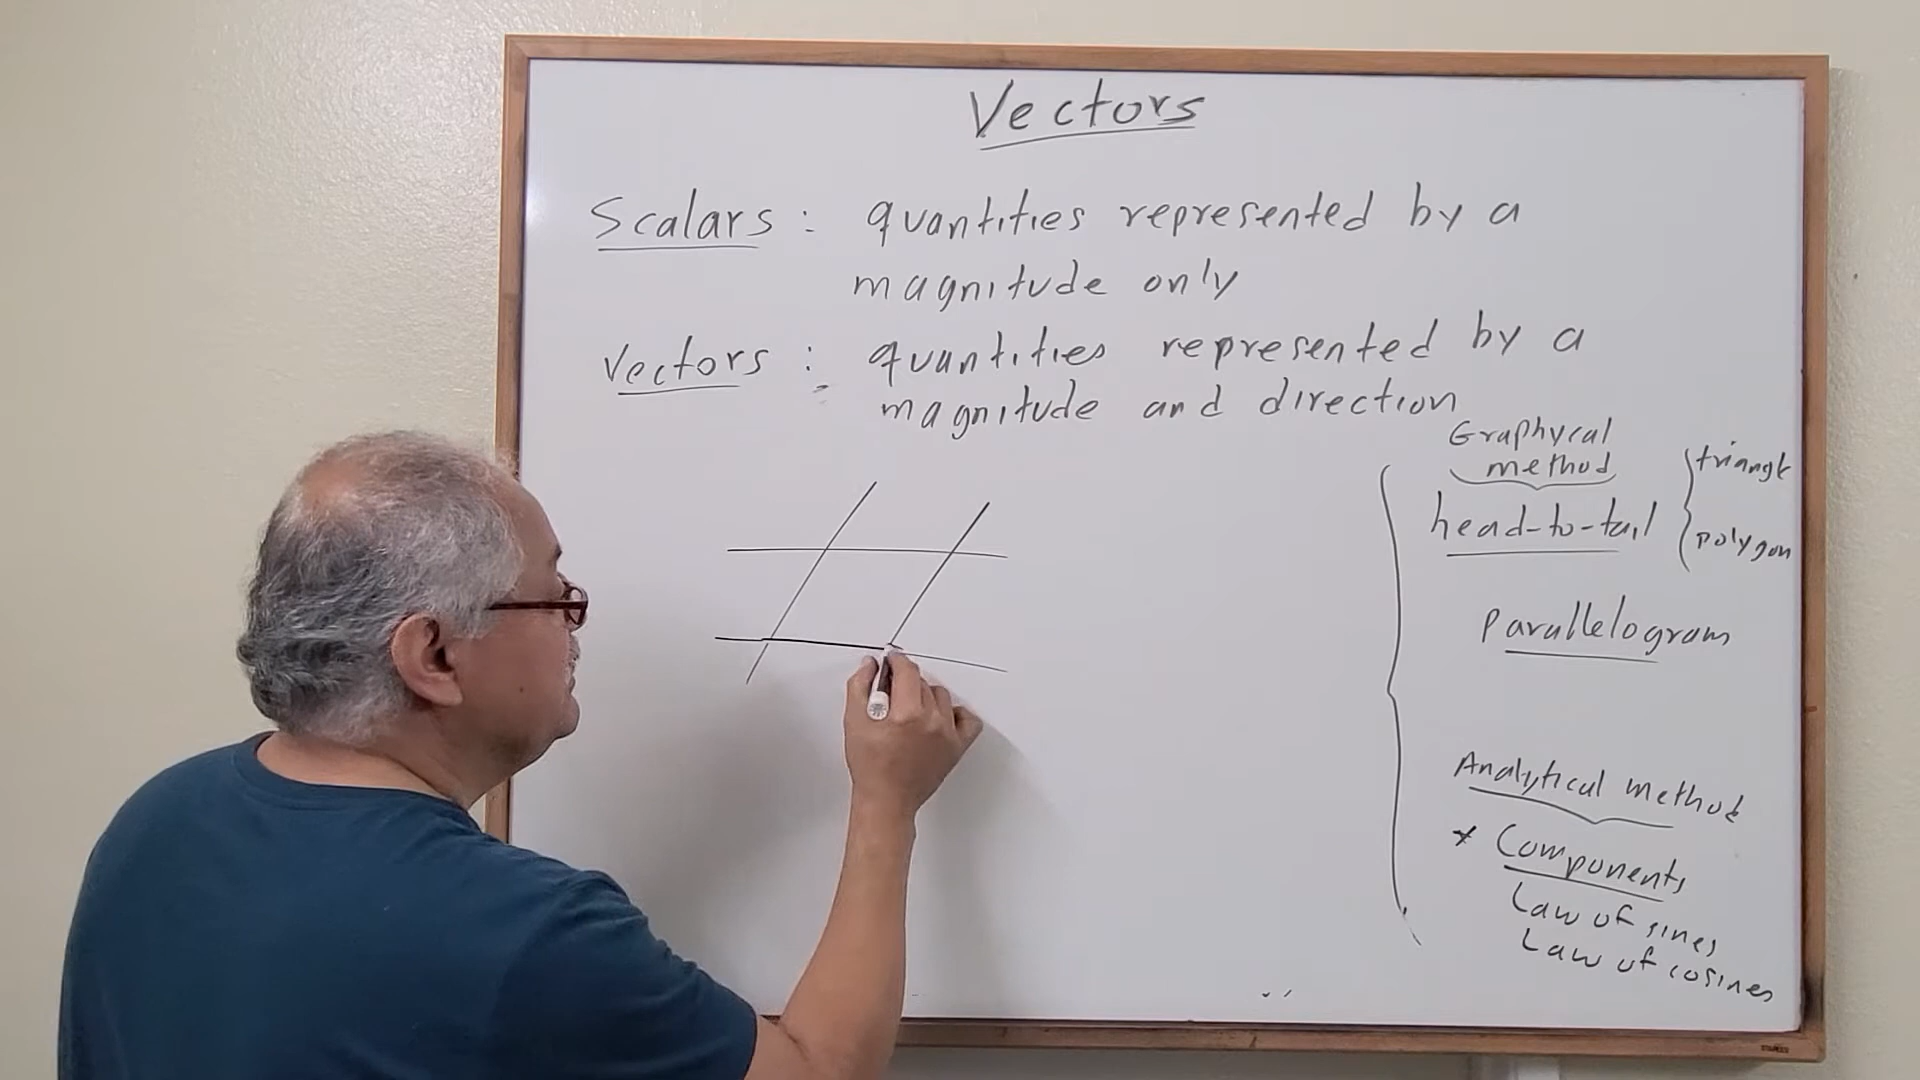 Vectors
Scalars : quantities represented by a
magnitude only
Vectors : quantities represented by a
magnitude and direction
Graphycal
method
head-to-tail
triangle
polygon
parallelogram
Analytical method
* Components
Law of sines
Law of cosines